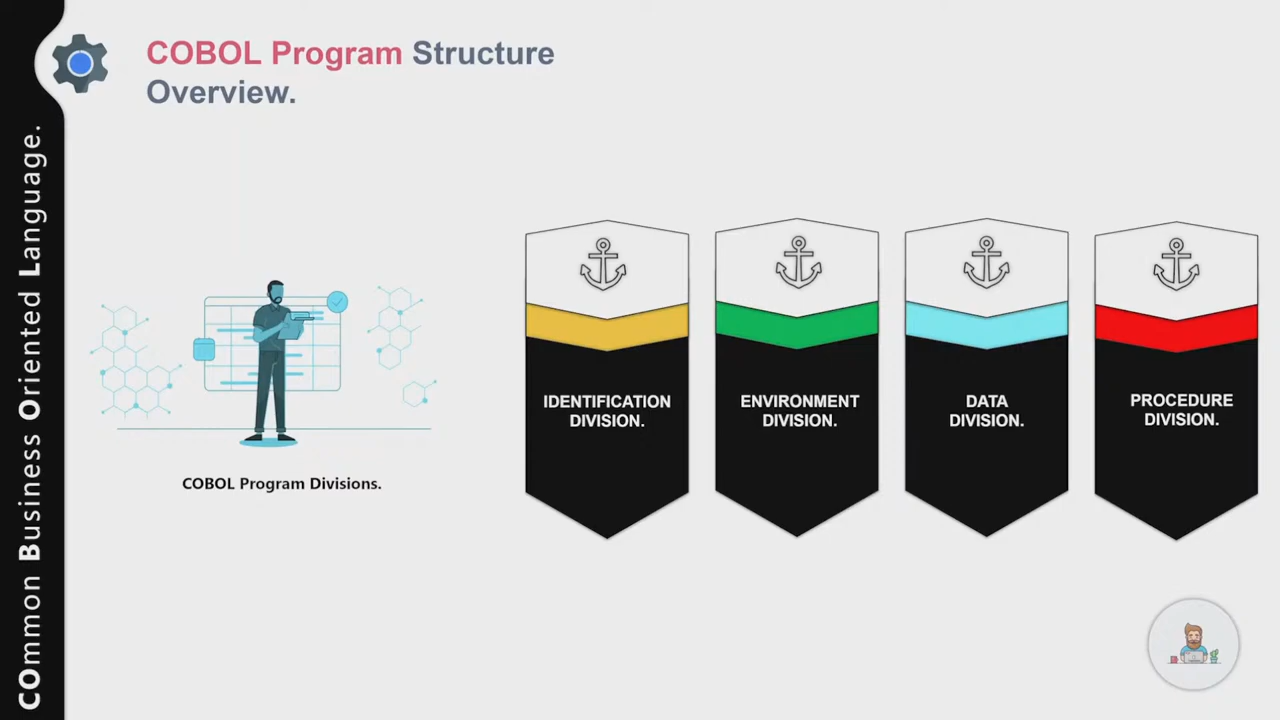 COBOL Program Structure
Overview.
COmmon Business Oriented Language.
IDENTIFICATION
DIVISION.
ENVIRONMENT
DIVISION.
DATA
DIVISION.
PROCEDURE
DIVISION.
COBOL Program Divisions.